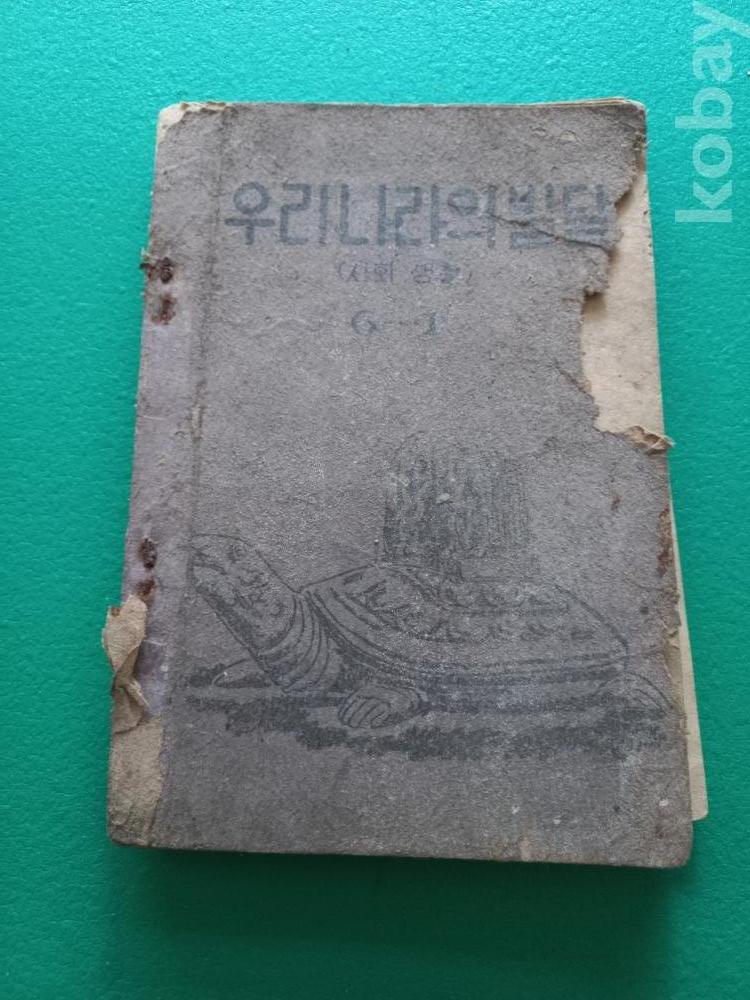 우리나라의 발달
(사회 생활)
6-1
kobay